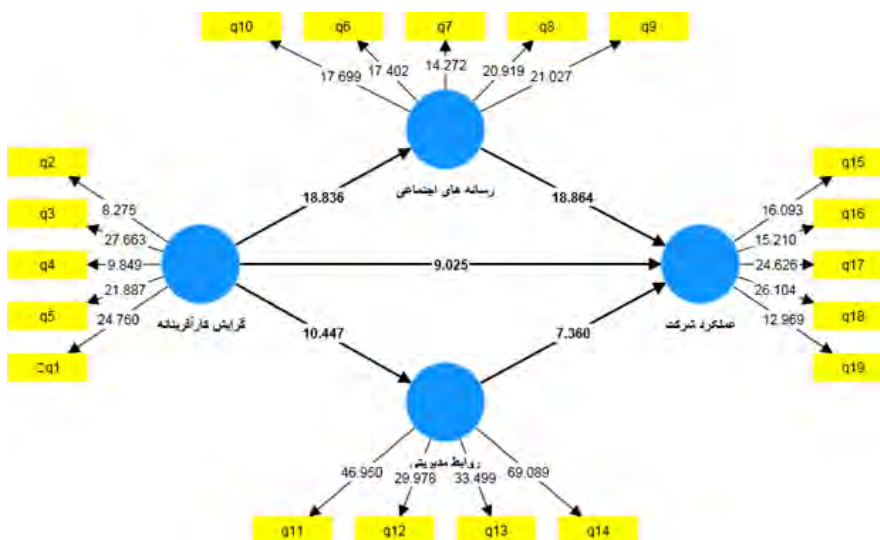 q10 q6 q7 q8 q9
17.699 17.402 14.272 20.919 21.027
رسانه های اجتماعی
18.836 18.864
q2
q3
q4
q5
Cq1
8.275
27.663
9.849
21.887
24.760
گرایش کارآفرینانه
9.025
q15
q16
q17
q18
q19
16.093
15.210
24.626
26.104
12.969
عملکرد شرکت
10.447 7.360
روابط مدیریتی
46.950 29.978 33.499 69.089
q11 q12 q13 q14